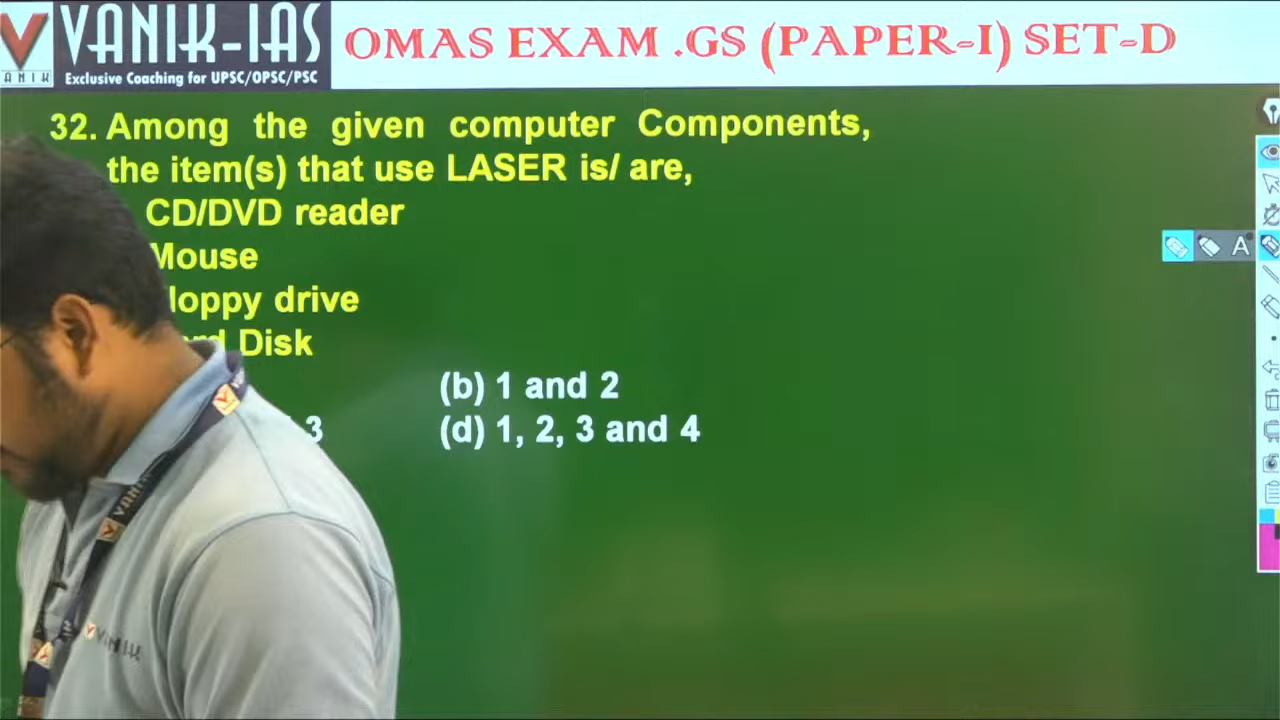 VANIK-IAS
VANIK
Exclusive Coaching for UPSC/OPSC/PSC
OMAS EXAM .GS (PAPER-I) SET-D
32. Among the given computer Components,
the item(s) that use LASER is/ are,
CD/DVD reader
Mouse
loppy drive
Disk
(b) 1 and 2
3
(d) 1, 2, 3 and 4
A
VANIK